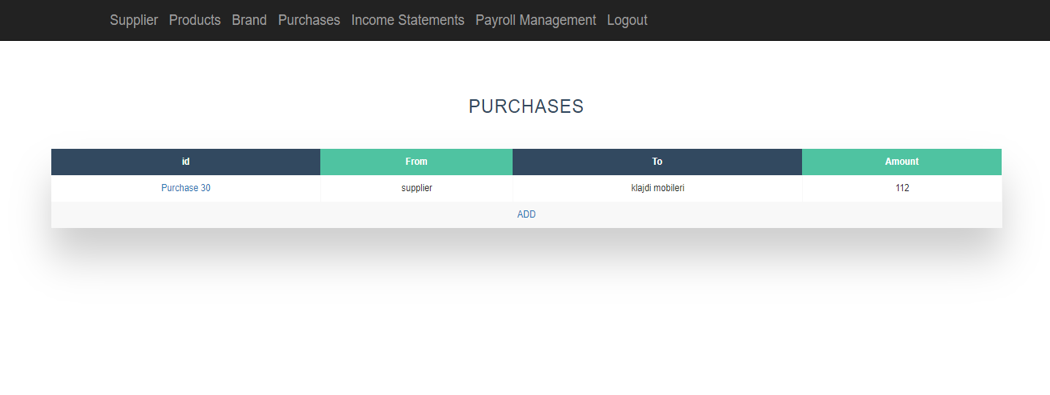 Supplier Products Brand Purchases Income Statements Payroll Management Logout
PURCHASES
id From To Amount
Purchase 30 supplier klajdi mobileri 112
ADD